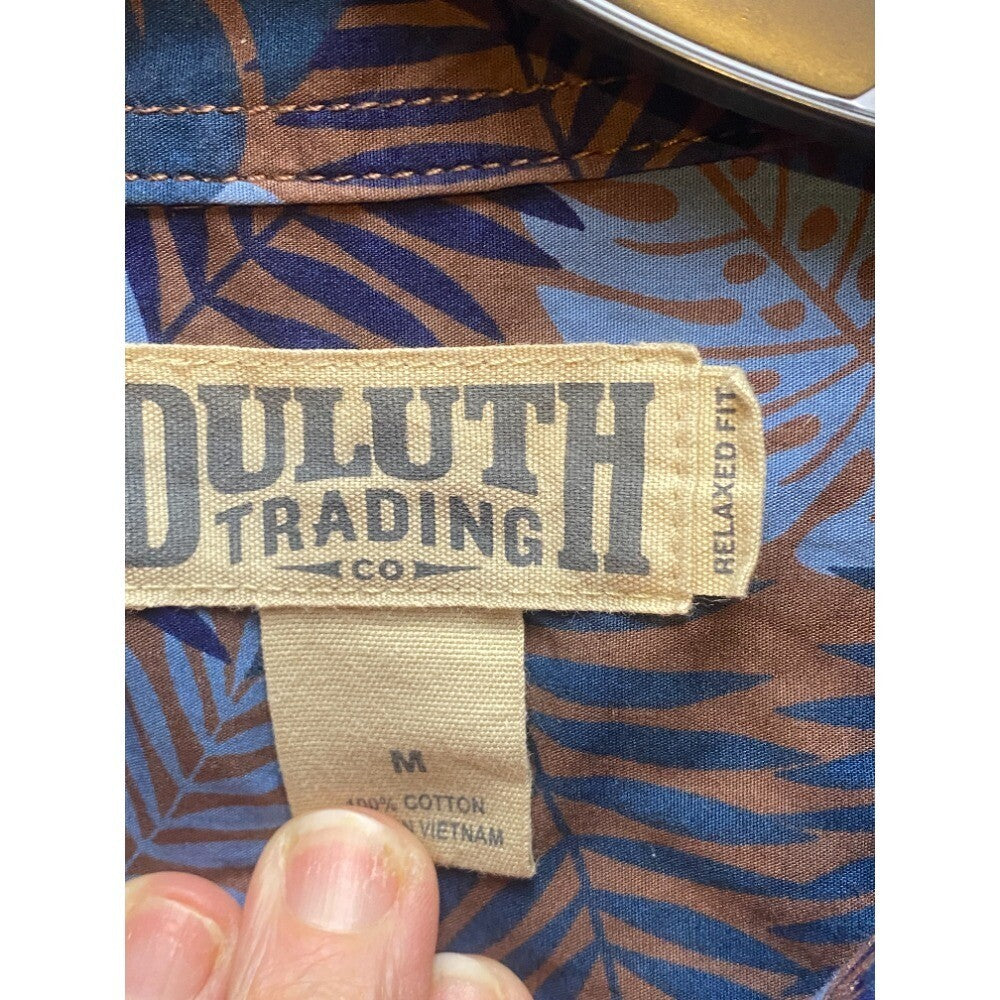 DULUTH
TRADING
CO
RELAXED FIT
M
100% COTTON
VIETNAM